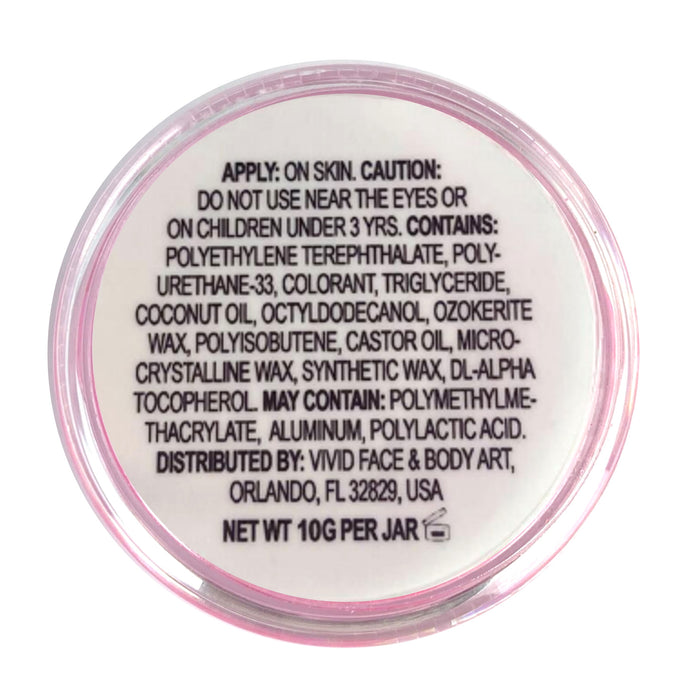 APPLY: ON SKIN. CAUTION:
DO NOT USE NEAR THE EYES OR
ON CHILDREN UNDER 3 YRS. CONTAINS:
POLYETHYLENE TEREPHTHALATE, POLY-
URETHANE-33, COLORANT, TRIGLYCERIDE,
COCONUT OIL, OCTYLDODECANOL, OZOKERITE
WAX, POLYISOBUTENE, CASTOR OIL, MICRO-
CRYSTALLINE WAX, SYNTHETIC WAX, DL-ALPHA
TOCOPHEROL. MAY CONTAIN: POLYMETHYLME-
THACRYLATE, ALUMINUM, POLYLACTIC ACID.
DISTRIBUTED BY: VIVID FACE & BODY ART,
ORLANDO, FL 32829, USA
NET WT 10G PER JAR